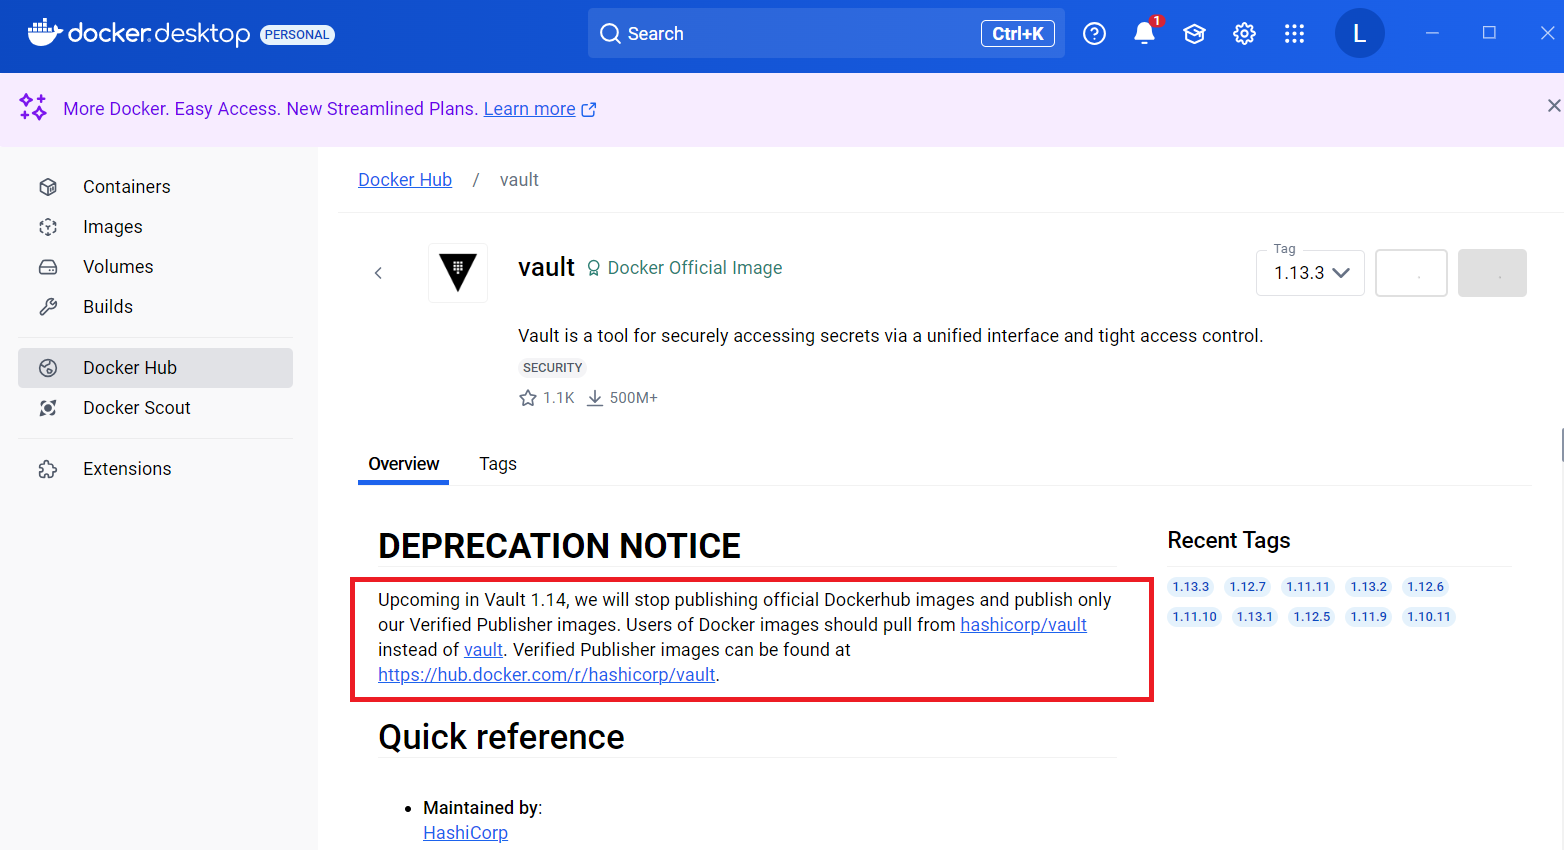 docker.desktop PERSONAL
Search
Ctrl+K
1
L
More Docker. Easy Access. New Streamlined Plans. Learn more
Containers
Images
Volumes
Builds
Docker Hub
Docker Scout
Extensions
Docker Hub / vault
vault Docker Official Image
Tag
1.13.3
Vault is a tool for securely accessing secrets via a unified interface and tight access control.
SECURITY
1.1K 500M+
Overview Tags
DEPRECATION NOTICE
Upcoming in Vault 1.14, we will stop publishing official Dockerhub images and publish only
our Verified Publisher images. Users of Docker images should pull from hashicorp/vault
instead of vault. Verified Publisher images can be found at
https://hub.docker.com/r/hashicorp/vault.
Quick reference
• Maintained by:
HashiCorp
Recent Tags
1.13.3 1.12.7 1.11.11 1.13.2 1.12.6
1.11.10 1.13.1 1.12.5 1.11.9 1.10.11